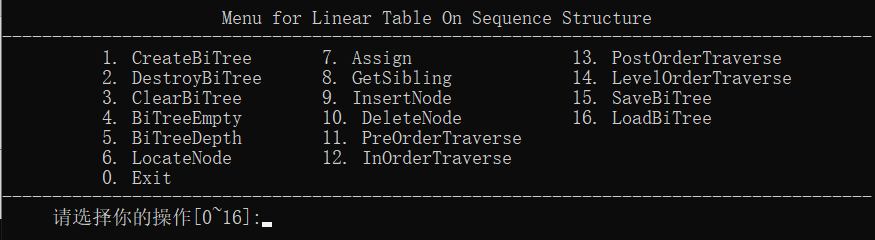 Menu for Linear Table On Sequence Structure
1. CreateBiTree 7. Assign 13. PostOrderTraverse
2. DestroyBiTree 8. GetSibling 14. LevelOrderTraverse
3. ClearBiTree 9. InsertNode 15. SaveBiTree
4. BiTreeEmpty 10. DeleteNode 16. LoadBiTree
5. BiTreeDepth 11. PreOrderTraverse
6. LocateNode 12. InOrderTraverse
0. Exit
请选择你的操作[0~16]: